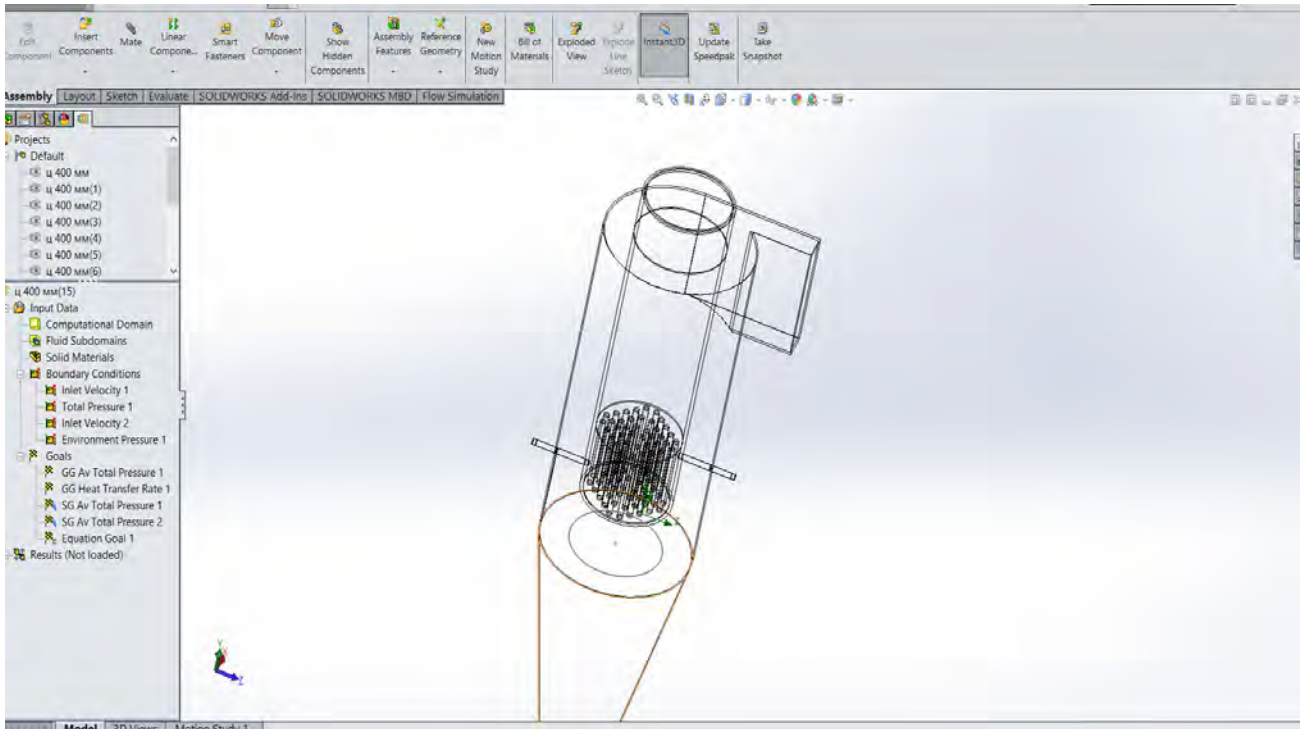 Edit Component
Insert Components
Mate
Linear Compone...
Smart Fasteners
Move Component
Show Hidden Components
Assembly Features
Reference Geometry
New Motion Study
Bill of Materials
Exploded View
Explode Line Sketch
Instant3D
Update Speedpak
Take Snapshot
Assembly Layout Sketch Evaluate SOLIDWORKS Add-Ins SOLIDWORKS MBD Flow Simulation
Projects
Default
ц 400 мм
ц 400 мм(1)
ц 400 мм(2)
ц 400 мм(3)
ц 400 мм(4)
ц 400 мм(5)
ц 400 мм(6)
ц 400 мм(15)
Input Data
Computational Domain
Fluid Subdomains
Solid Materials
Boundary Conditions
Inlet Velocity 1
Total Pressure 1
Inlet Velocity 2
Environment Pressure 1
Goals
GG Av Total Pressure 1
GG Heat Transfer Rate 1
SG Av Total Pressure 1
SG Av Total Pressure 2
Equation Goal 1
Results (Not loaded)
Y
Z
Model 3D Views Motion Study 1